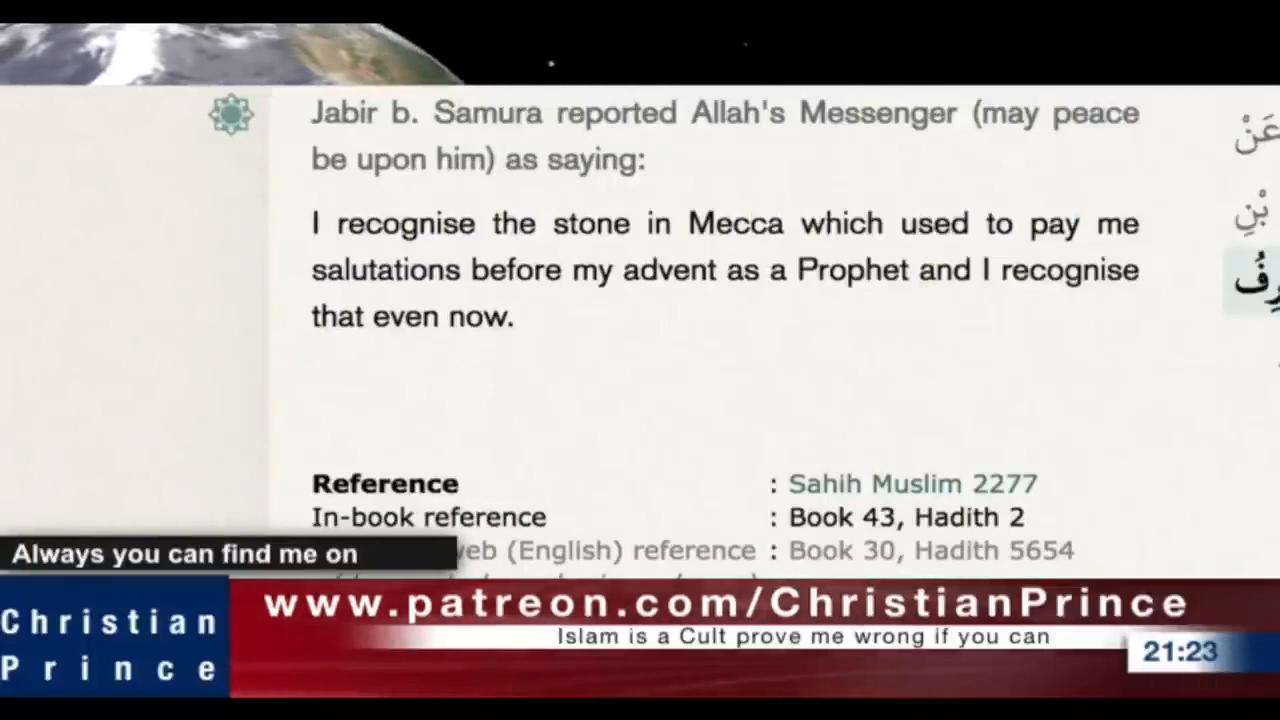 Jabir b. Samura reported Allah's Messenger (may peace
be upon him) as saying:
عَنْ
I recognise the stone in Mecca which used to pay me
بْنِ
salutations before my advent as a Prophet and I recognise
that even now.
Reference : Sahih Muslim 2277
In-book reference : Book 43, Hadith 2
Always you can find me on
web (English) reference : Book 30, Hadith 5654
www.patreon.com/ChristianPrince
Christian
Prince
Islam is a Cult prove me wrong if you can
21:23